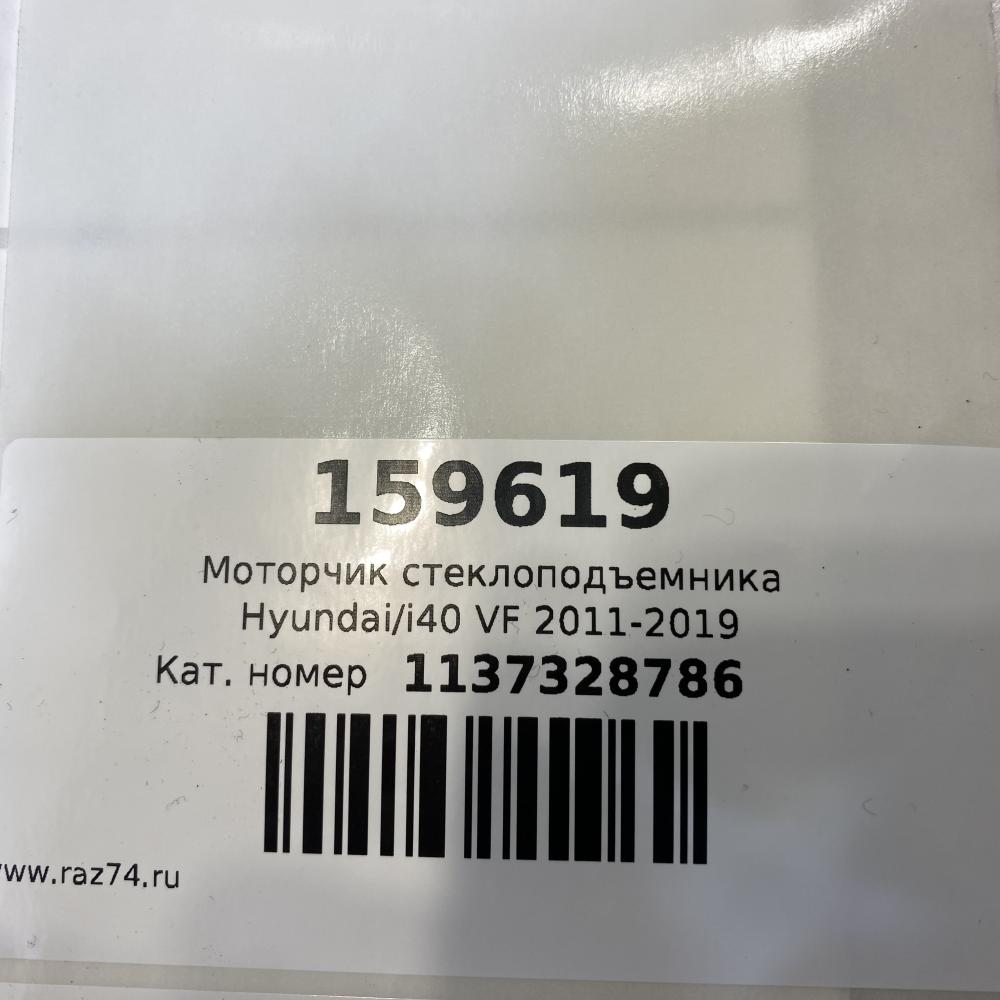 159619
Моторчик стеклоподъемника
Hyundai/i40 VF 2011-2019
Кат. номер 1137328786
www.raz74.ru